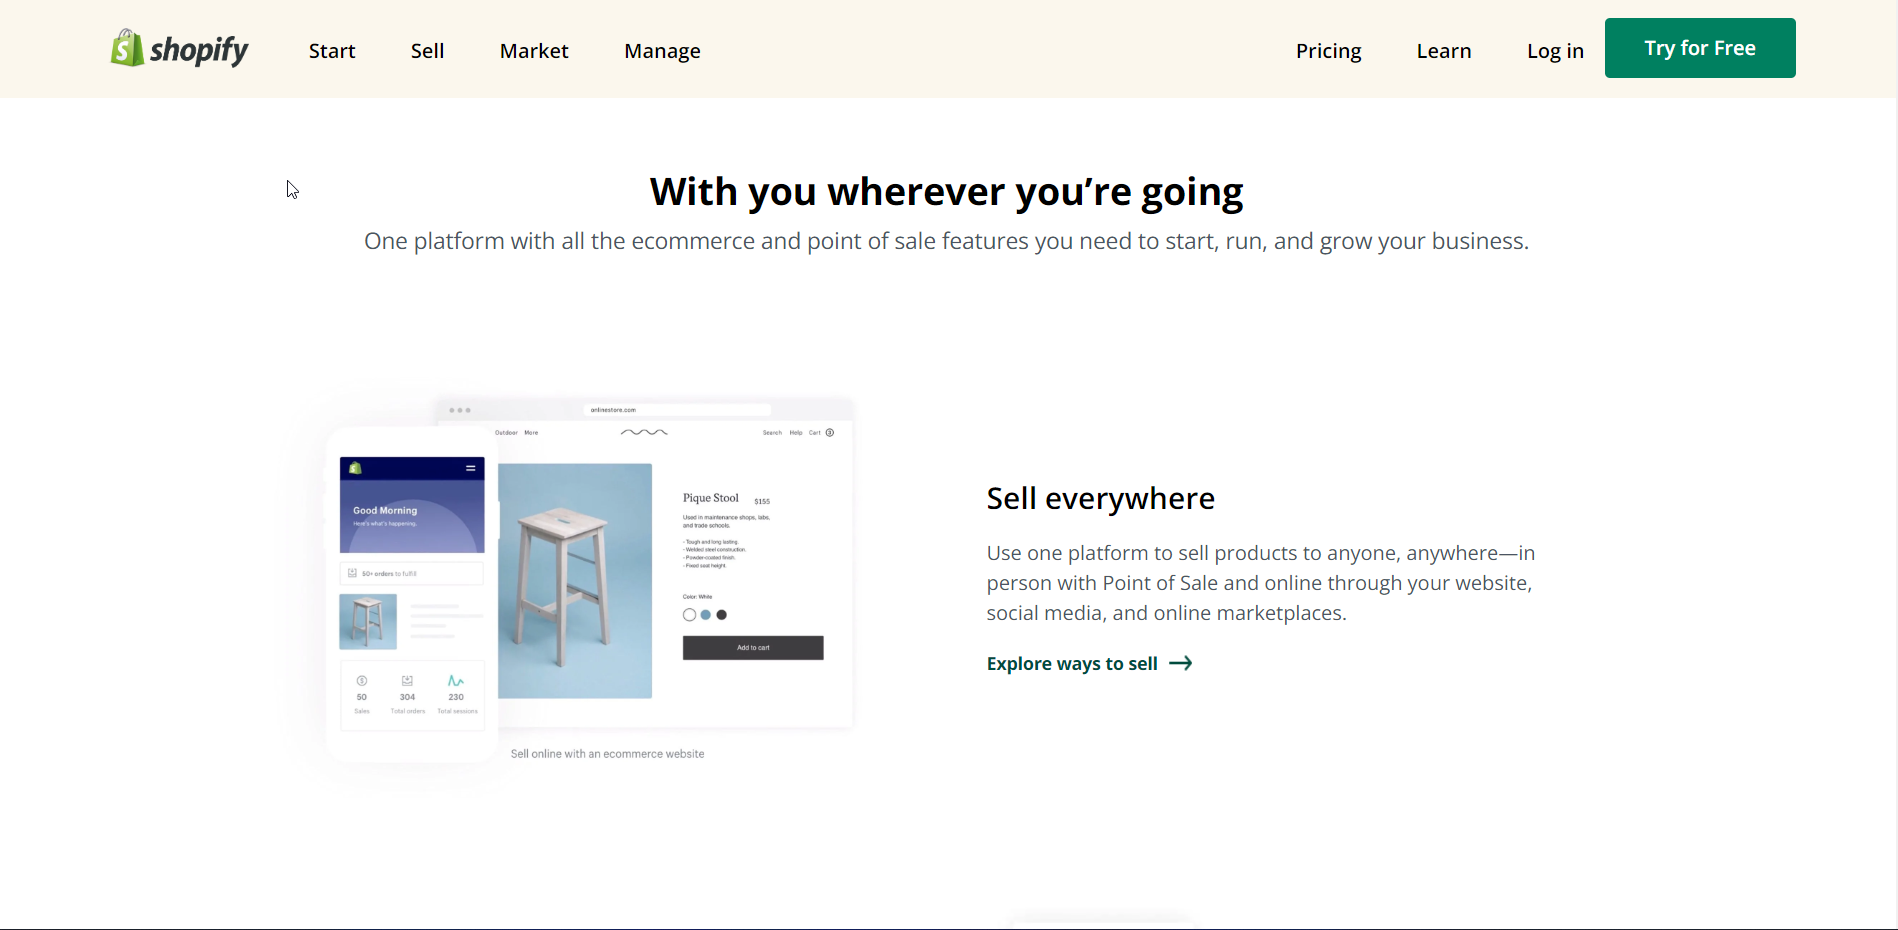 shopify
Start
Sell
Market
Manage
Pricing
Learn
Log in
Try for Free
With you wherever you’re going
One platform with all the ecommerce and point of sale features you need to start, run, and grow your business.
onlinestore.com
Outdoor
More
Search
Help
Cart
3
Good Morning
Here's what's happening.
50+ orders to fulfill
50
304
230
Sales
Total orders
Total sessions
Pique Stool
$155
Used in maintenance shops, labs,
and trade schools.
- Tough and long lasting.
- Welded steel construction.
- Powder-coated finish.
- Fixed seat height.
Color: White
Add to cart
Sell online with an ecommerce website
Sell everywhere
Use one platform to sell products to anyone, anywhere—in
person with Point of Sale and online through your website,
social media, and online marketplaces.
Explore ways to sell